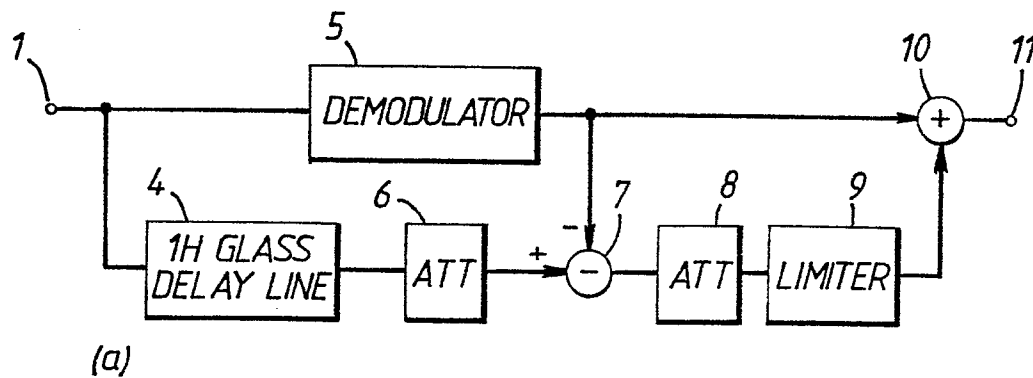 5
10
11
1
DEMODULATOR
+
4
6
7
8
9
-
+
1H GLASS
DELAY LINE
ATT
-
ATT
LIMITER
(a)